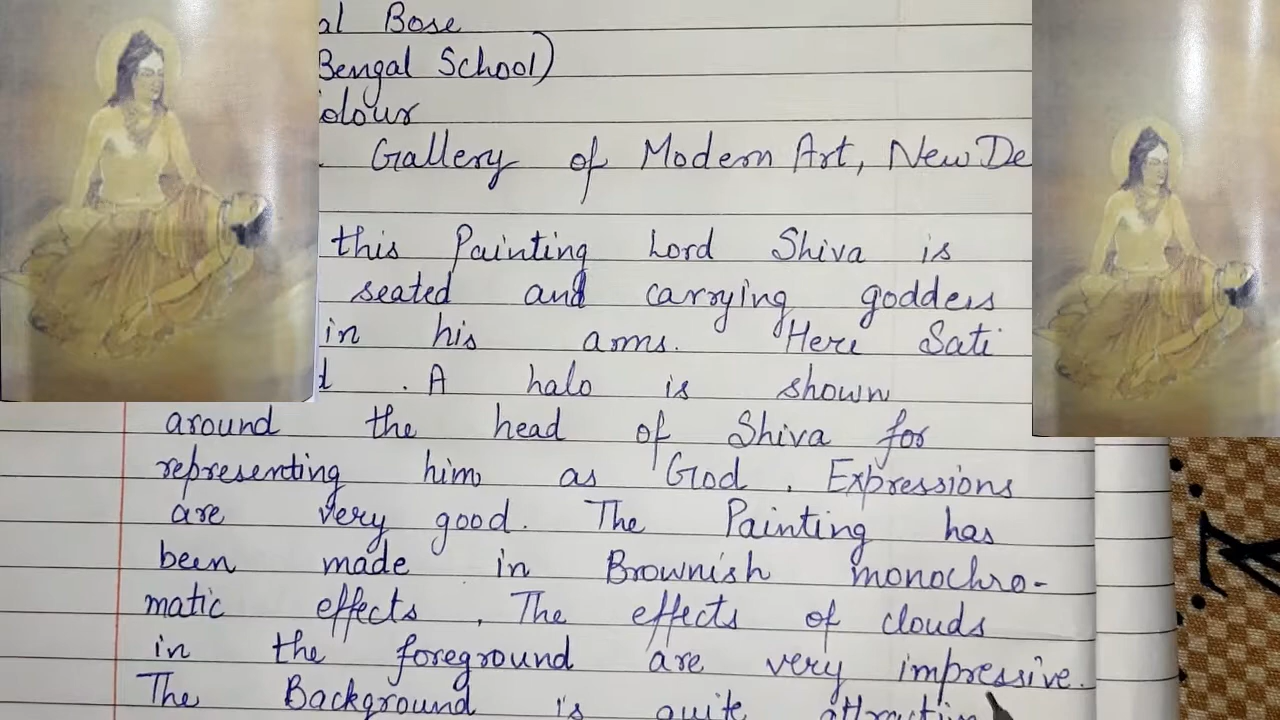 al Bose
Bengal School)
olour
. Gallery of Modern Art, New De
this Painting Lord Shiva is
seated and carrying goddess
in his arms. Here Sati
d . A halo is shown
around the head of Shiva for
representing him as God . Expressions
are very good. The Painting has
been made in Brownish monochro-
matic effects . The effects of clouds
in the foreground are very impressive.
The Background is quite